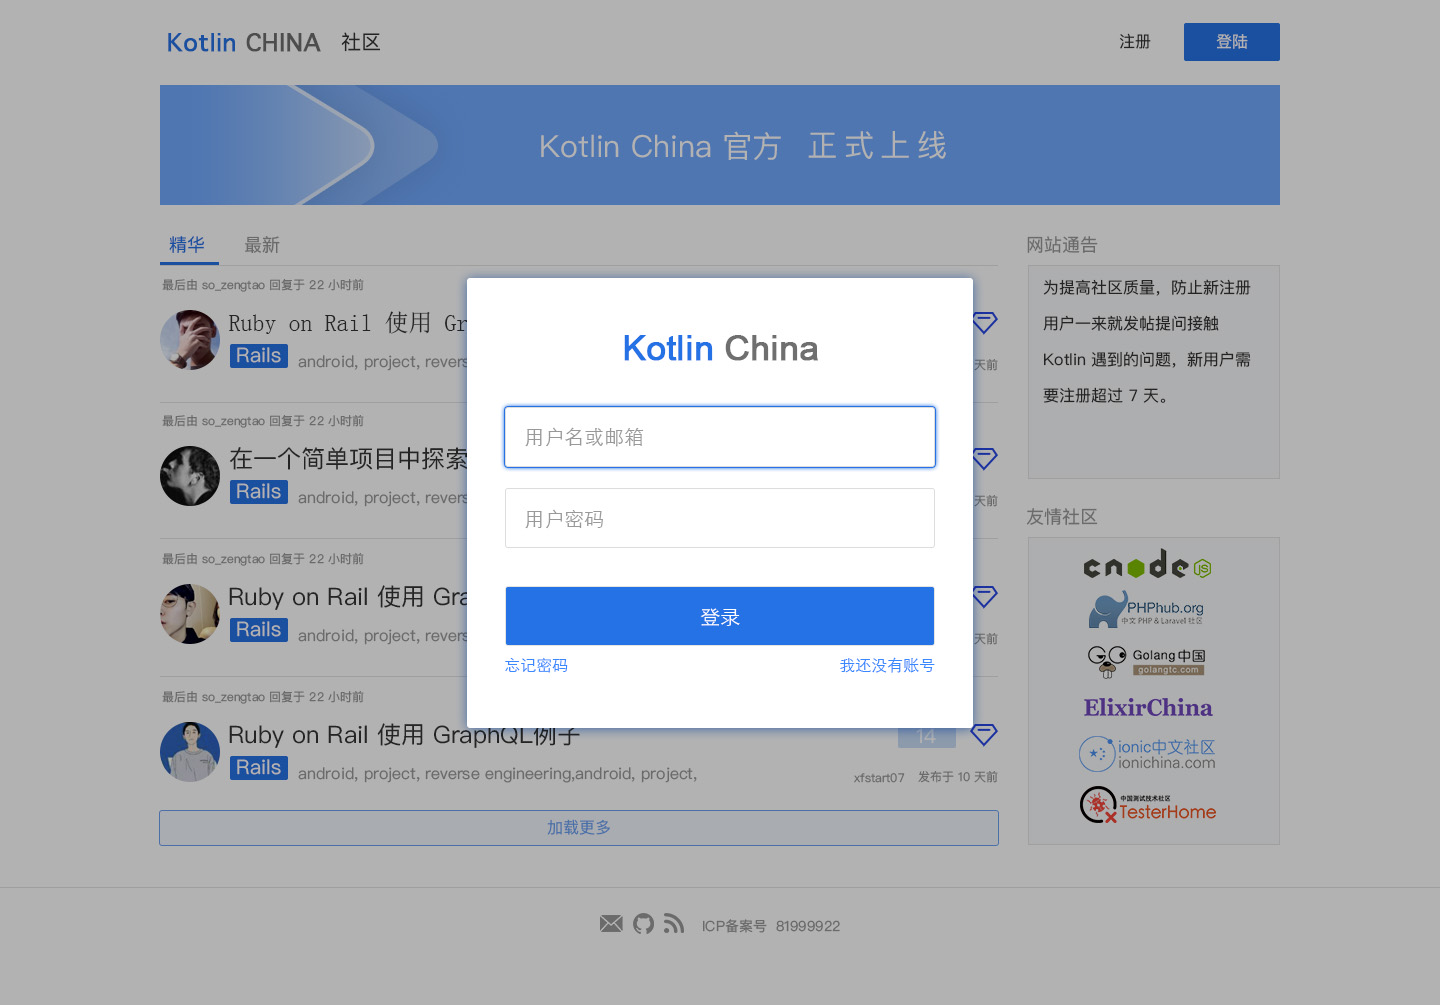 Kotlin CHINA 社区
注册
登陆
Kotlin China 官方 正式上线
精华
最新
网站通告
最后由 so_zengtao 回复于 22 小时前
Ruby on Rail 使用 Gr
Rails
android, project, revers
天前
为提高社区质量，防止新注册
用户一来就发帖提问接触
Kotlin 遇到的问题，新用户需
要注册超过 7 天。
最后由 so_zengtao 回复于 22 小时前
在一个简单项目中探索
Rails
android, project, revers
天前
最后由 so_zengtao 回复于 22 小时前
Ruby on Rail 使用 Gra
Rails
android, project, revers
天前
最后由 so_zengtao 回复于 22 小时前
Ruby on Rail 使用 GraphQL例子
Rails
android, project, reverse engineering,android, project,
14
xfstart07
发布于 10 天前
加载更多
Kotlin China
用户名或邮箱
用户密码
登录
忘记密码
我还没有账号
友情社区
cnode JS
PHPhub.org
中文 PHP & Laravel 社区
Golang中国
golangtc.com
ElixirChina
ionic中文社区
ionichina.com
中国测试技术社区
TesterHome
ICP备案号 81999922